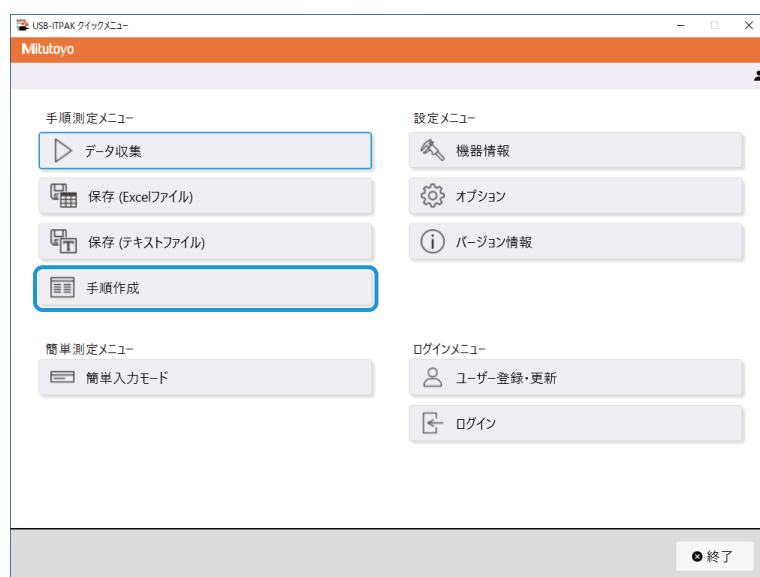 USB-ITPAK クイックメニュー
Mitutoyo
手順測定メニュー
データ収集
保存 (Excelファイル)
保存 (テキストファイル)
手順作成
簡単測定メニュー
簡単入力モード
設定メニュー
機器情報
オプション
バージョン情報
ログインメニュー
ユーザー登録・更新
ログイン
終了